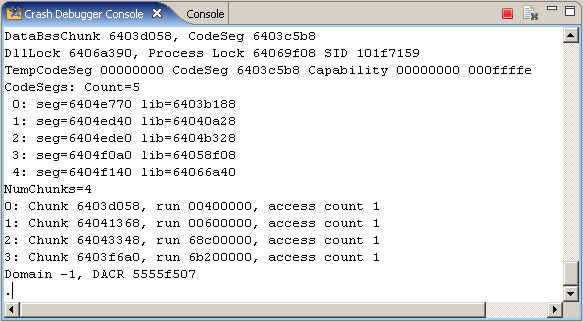 Crash Debugger Console Console
DataBssChunk 6403d058, CodeSeg 6403c5b8
DllLock 6406a390, Process Lock 64069f08 SID 101f7159
TempCodeSeg 00000000 CodeSeg 6403c5b8 Capability 00000000 000ffffe
CodeSegs: Count=5
0: seg=6404e770 lib=6403b188
1: seg=6404ed40 lib=64040a28
2: seg=6404ede0 lib=6404b328
3: seg=6404f0a0 lib=64058f08
4: seg=6404f140 lib=64066a40
NumChunks=4
0: Chunk 6403d058, run 00400000, access count 1
1: Chunk 64041368, run 00600000, access count 1
2: Chunk 64043348, run 68c00000, access count 1
3: Chunk 6403f6a0, run 6b200000, access count 1
Domain -1, DACR 5555f507
.